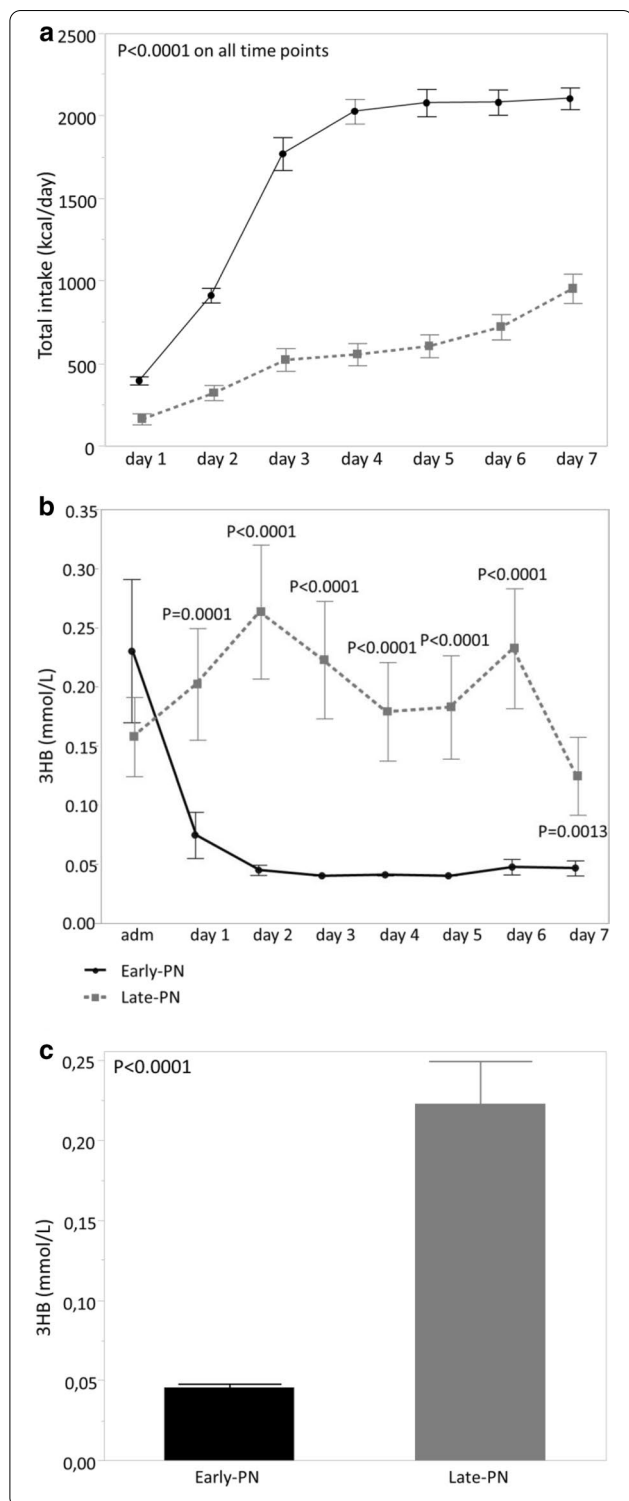 a
P<0.0001 on all time points
Total intake (kcal/day)
2500
2000
1500
1000
500
0
day 1 day 2 day 3 day 4 day 5 day 6 day 7
b
3HB (mmol/L)
0.35
0.30
0.25
0.20
0.15
0.10
0.05
0.00
P=0.0001
P<0.0001
P<0.0001
P<0.0001
P<0.0001
P<0.0001
P=0.0013
adm day 1 day 2 day 3 day 4 day 5 day 6 day 7
Early-PN
Late-PN
c
P<0.0001
3HB (mmol/L)
0,25
0,20
0,15
0,10
0,05
0,00
Early-PN Late-PN